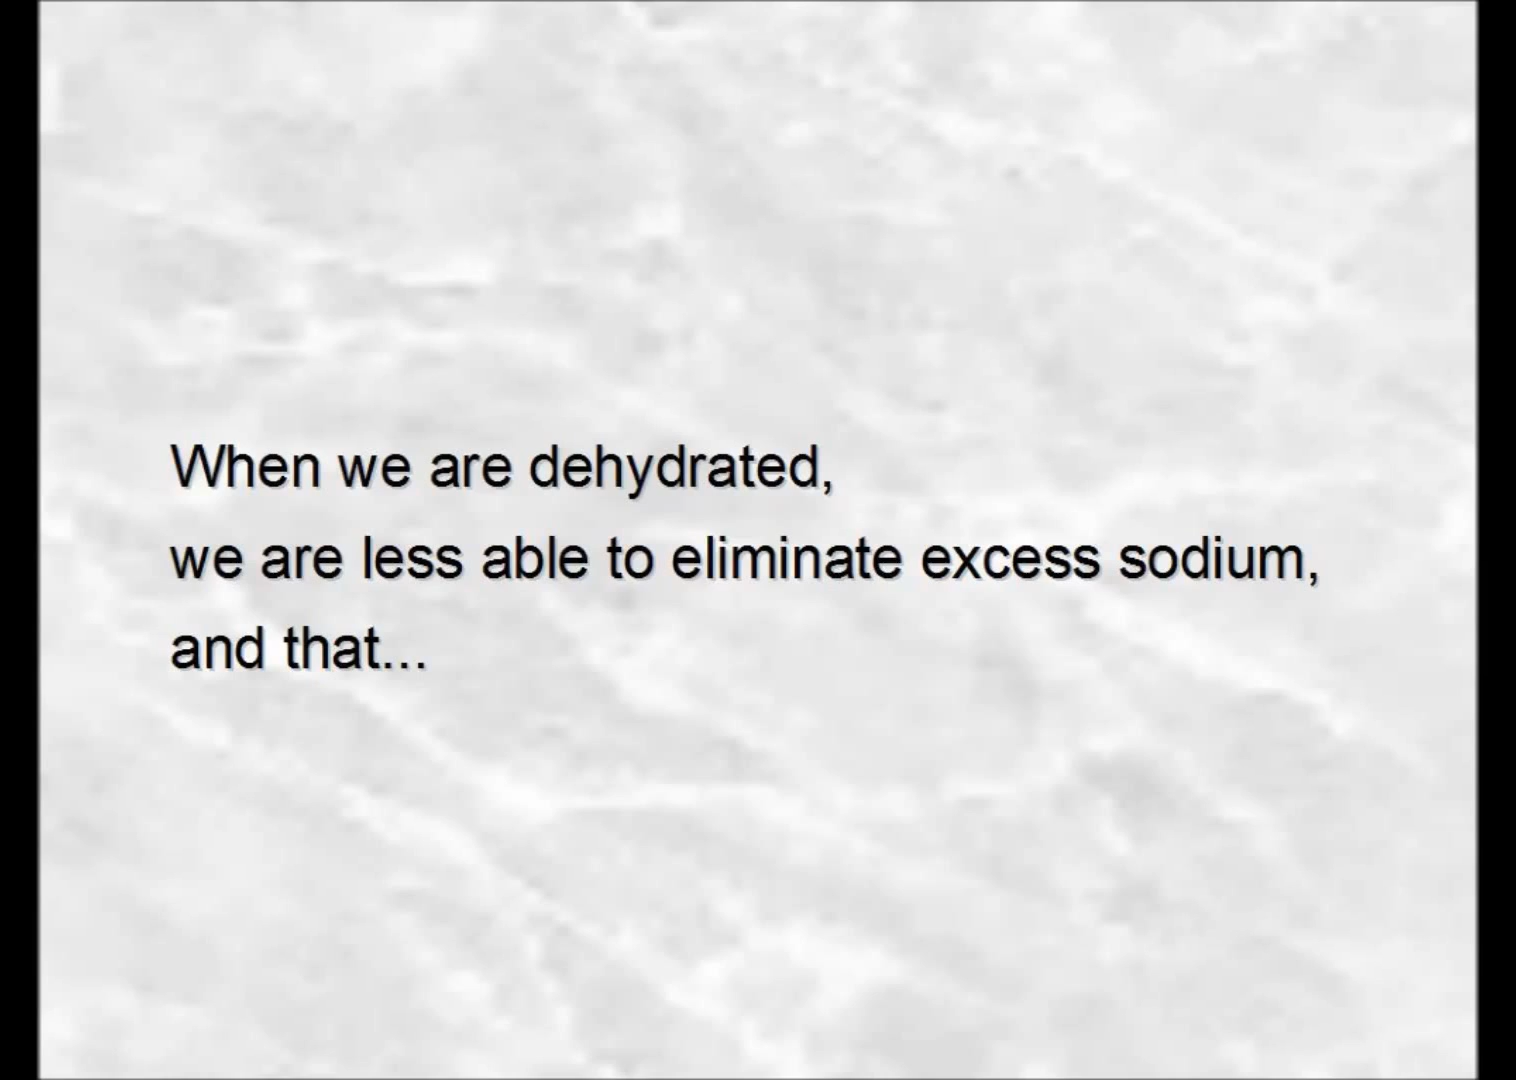 When we are dehydrated,
we are less able to eliminate excess sodium,
and that...